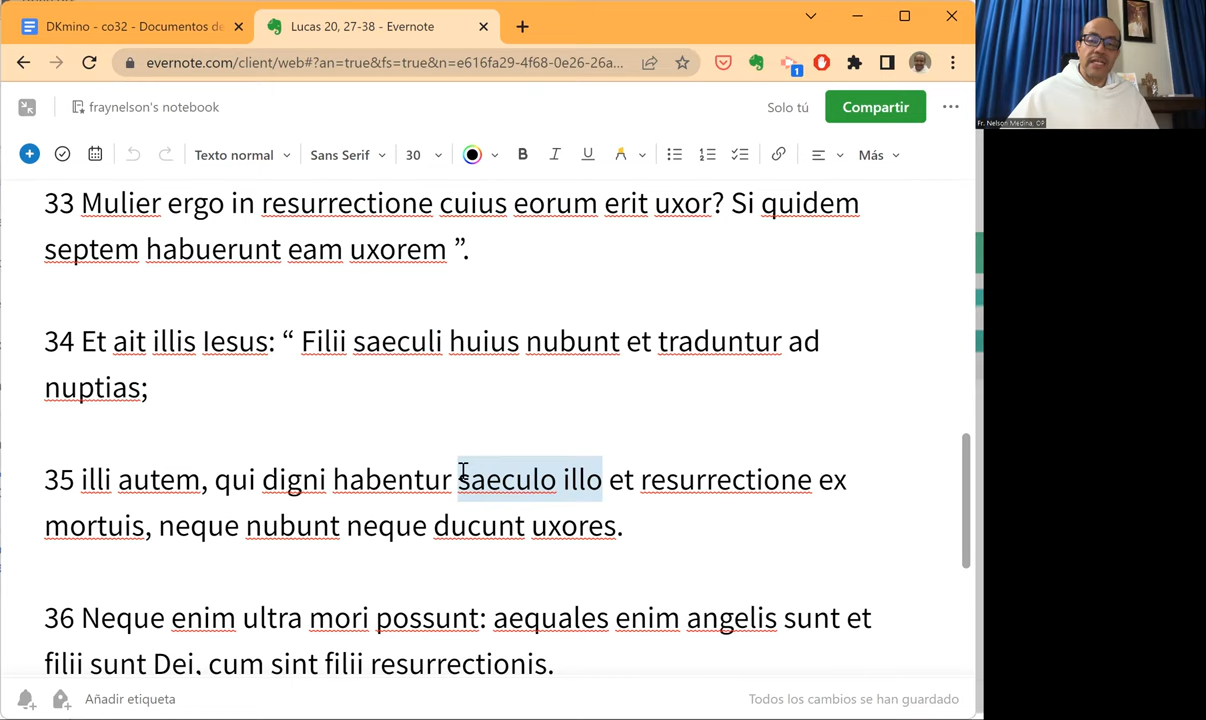 DKmino - co32 - Documentos de
Lucas 20, 27-38 - Evernote
evernote.com/client/web#?an=true&fs=true&n=e616fa29-4f68-0e26-26a...
1
Fr. Nelson Medina, OP
fraynelson's notebook
Solo tú
Compartir
Texto normal
Sans Serif
30
B
I
U
A
Más
33 Mulier ergo in resurrectione cuius eorum erit uxor? Si quidem
septem habuerunt eam uxorem ”.
34 Et ait illis Iesus: “ Filii saeculi huius nubunt et traduntur ad
nuptias;
35 illi autem, qui digni habentur saeculo illo et resurrectione ex
mortuis, neque nubunt neque ducunt uxores.
36 Neque enim ultra mori possunt: aequales enim angelis sunt et
filii sunt Dei, cum sint filii resurrectionis.
Añadir etiqueta
Todos los cambios se han guardado